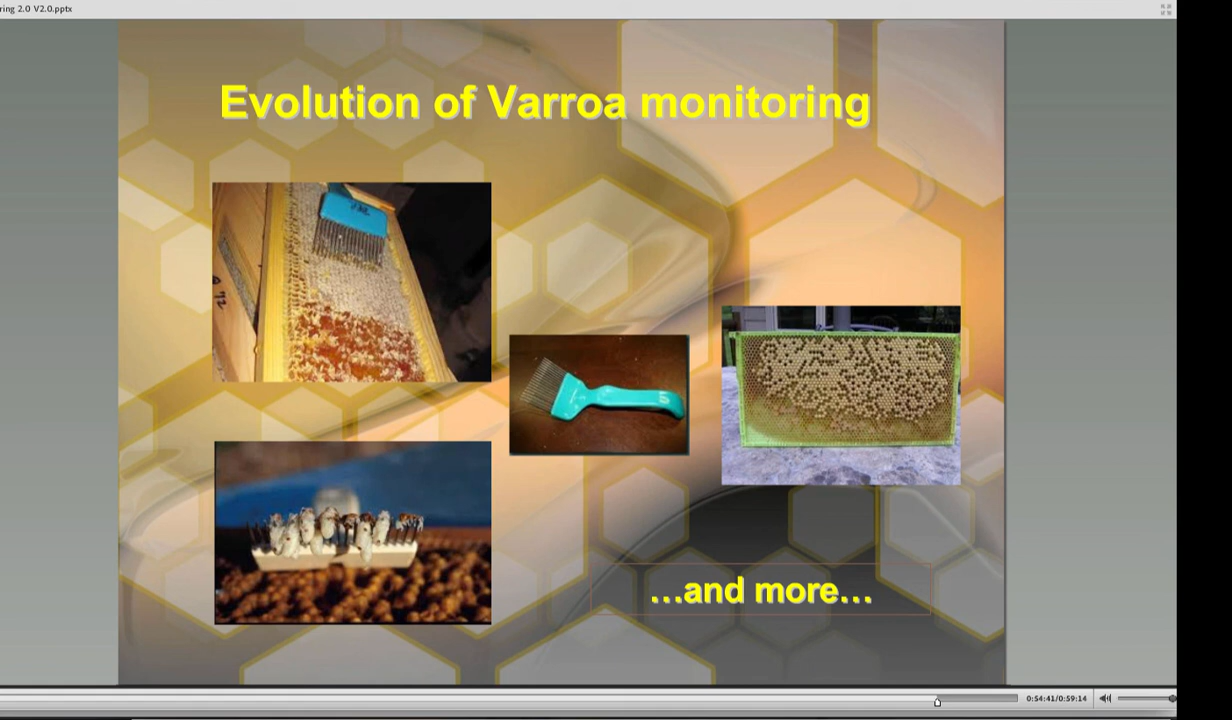 ring 2.0 V2.0.pptx
Evolution of Varroa monitoring
...and more...
0:54:41/0:59:14